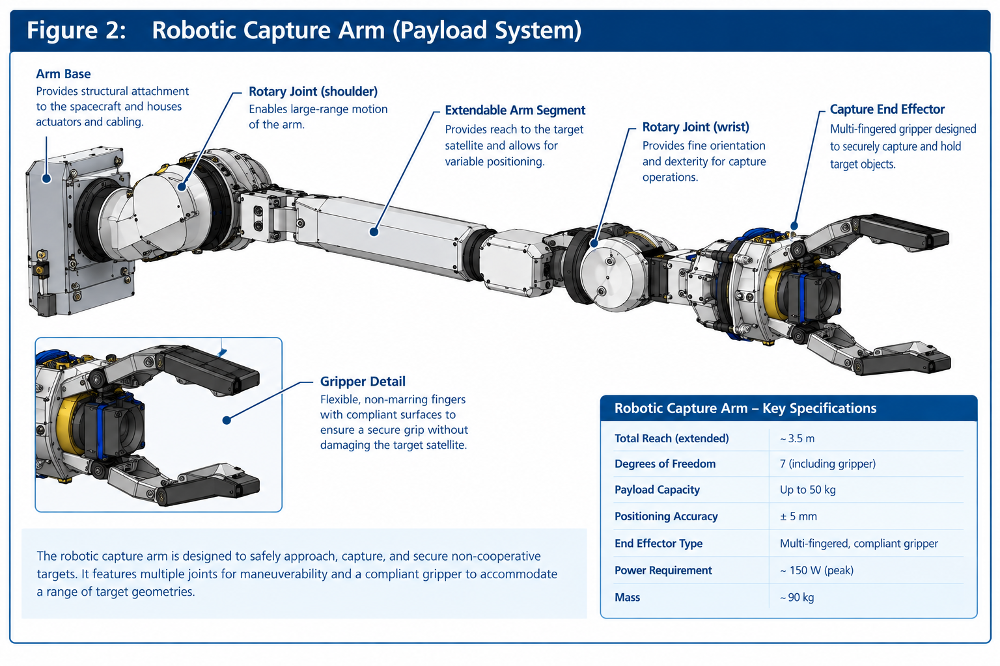 Figure 2: Robotic Capture Arm (Payload System)
Arm Base
Provides structural attachment
to the spacecraft and houses
actuators and cabling.
Rotary Joint (shoulder)
Enables large-range motion
of the arm.
Extendable Arm Segment
Provides reach to the target
satellite and allows for
variable positioning.
Rotary Joint (wrist)
Provides fine orientation
and dexterity for capture
operations.
Capture End Effector
Multi-fingered gripper designed
to securely capture and hold
target objects.
Gripper Detail
Flexible, non-marring fingers
with compliant surfaces to
ensure a secure grip without
damaging the target satellite.
Robotic Capture Arm – Key Specifications
Total Reach (extended) ~ 3.5 m
Degrees of Freedom 7 (including gripper)
Payload Capacity Up to 50 kg
Positioning Accuracy ± 5 mm
End Effector Type Multi-fingered, compliant gripper
Power Requirement ~ 150 W (peak)
Mass ~ 90 kg
The robotic capture arm is designed to safely approach, capture, and secure non-cooperative
targets. It features multiple joints for maneuverability and a compliant gripper to accommodate
a range of target geometries.